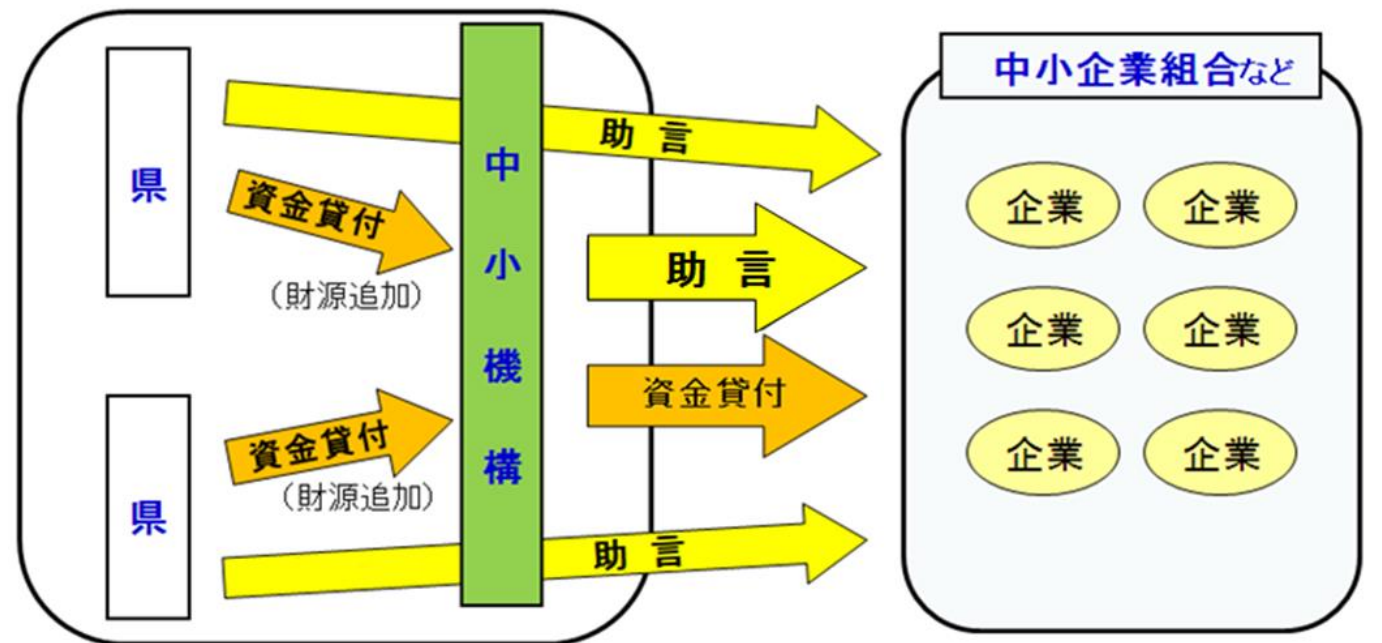 県
資金貸付
(財源追加)
県
資金貸付
(財源追加)
中小機構
助言
助言
資金貸付
助言
中小企業組合など
企業
企業
企業
企業
企業
企業